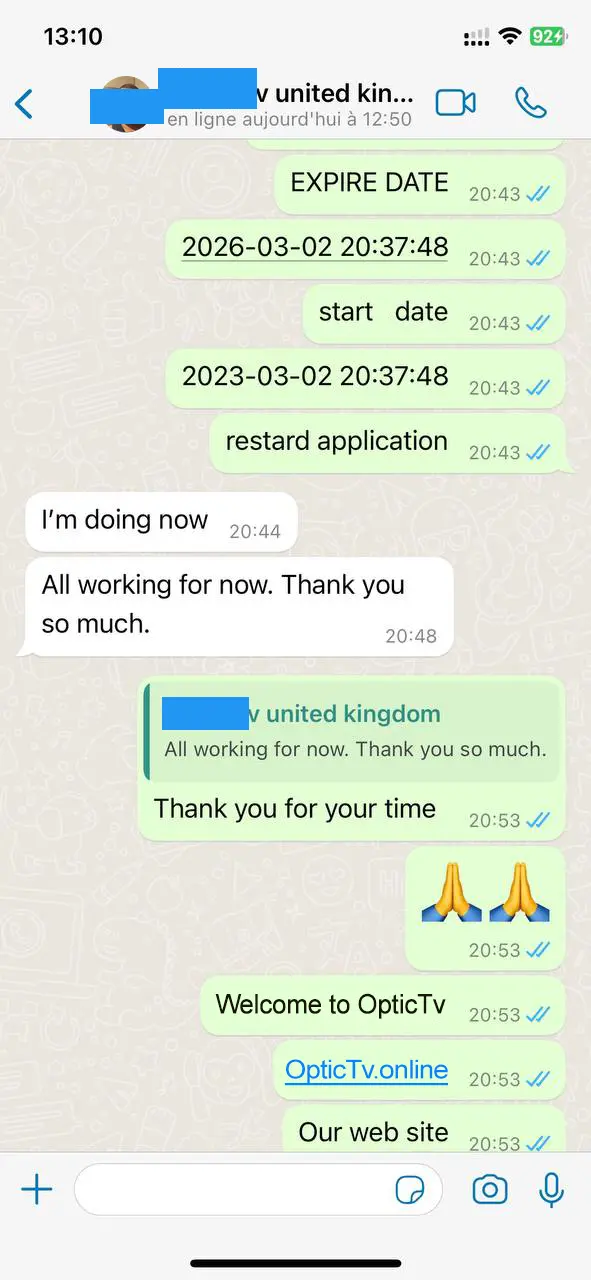 13:10
92
v united kin...
en ligne aujourd'hui à 12:50
EXPIRE DATE 20:43
2026-03-02 20:37:48 20:43
start date 20:43
2023-03-02 20:37:48 20:43
restard application 20:43
I'm doing now 20:44
All working for now. Thank you
so much. 20:48
v united kingdom
All working for now. Thank you so much.
Thank you for your time 20:53
🙏🙏
20:53
Welcome to OpticTv 20:53
OpticTv.online 20:53
Our web site 20:53